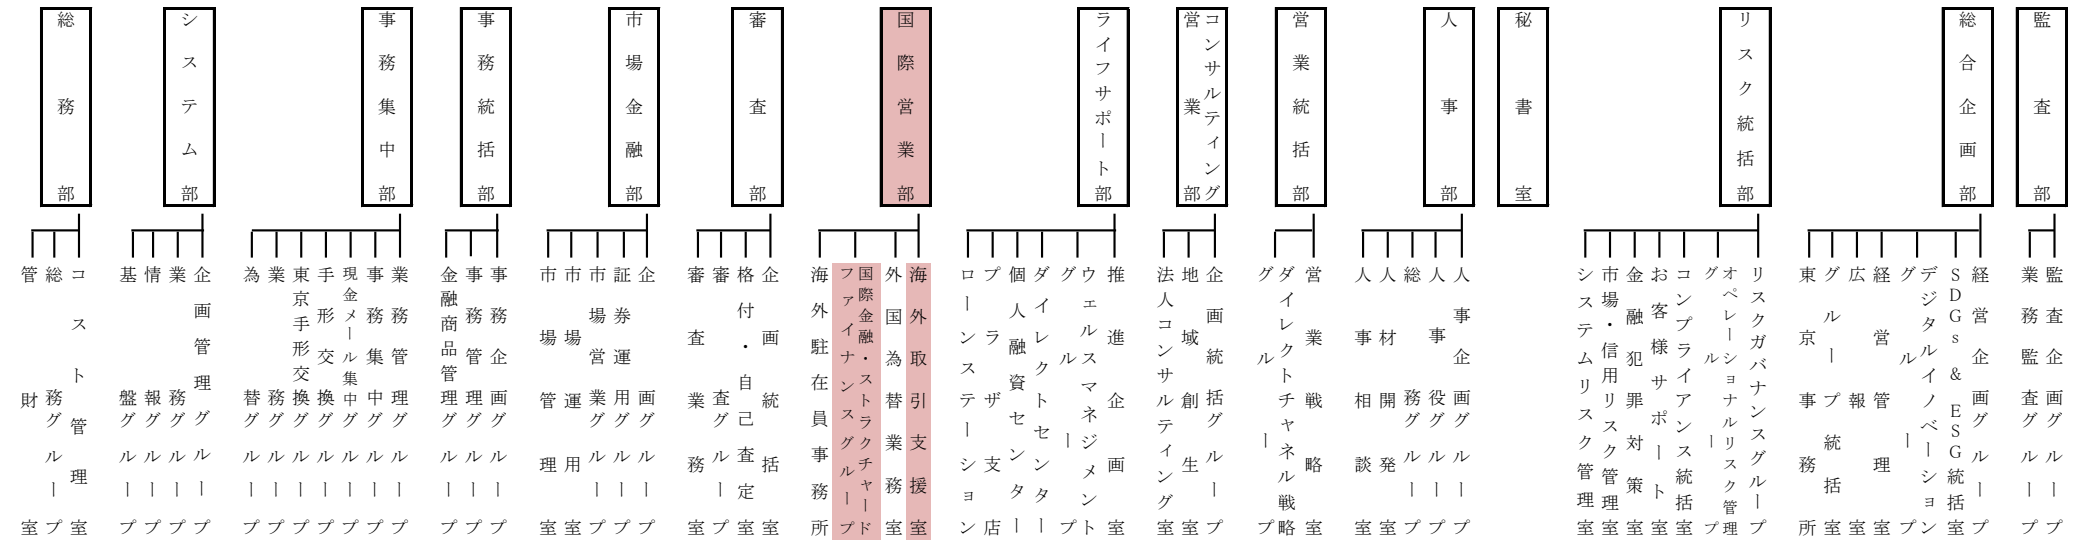 監査部
監査企画グループ
業務監査グループ
総合企画部
経営企画グループ
SDGs&ESG統括室
デジタルイノベーション
グループ
経営管理室
広報室
グループ統括室
東京事務所
リスク統括部
リスクガバナンスグループ
オペレーショナルリスク管理
グループ
コンプライアンス統括室
お客様サポート室
金融犯罪対策室
市場・信用リスク管理室
システムリスク管理室
秘書室
人事部
人事企画グループ
人事役グループ
総務グループ
人材開発室
人事相談室
営業統括部
営業戦略室
ダイレクトチャネル戦略
グループ
コンサルティング
営業部
企画統括グループ
地域創生室
法人コンサルティング室
ライフサポート部
推進企画室
ウェルスマネジメント
グループ
ダイレクトセンター
個人融資センター
プラザ支店
ローンステーション
国際営業部
海外取引支援室
外国為替業務室
国際金融・ストラクチャード
ファイナンスグループ
海外駐在員事務所
審査部
企画統括室
格付・自己査定室
審査グループ
審査業務室
市場金融部
企画グループ
証券運用グループ
市場営業グループ
市場運用室
市場管理室
事務統括部
事務企画グループ
事務管理グループ
金融商品管理グループ
事務集中部
業務管理グループ
事務集中グループ
現金メール集中グループ
手形交換グループ
東京手形交換グループ
業務グループ
為替グループ
システム部
企画管理グループ
業務グループ
情報グループ
基盤グループ
総務部
コスト管理室
総務グループ
管財室